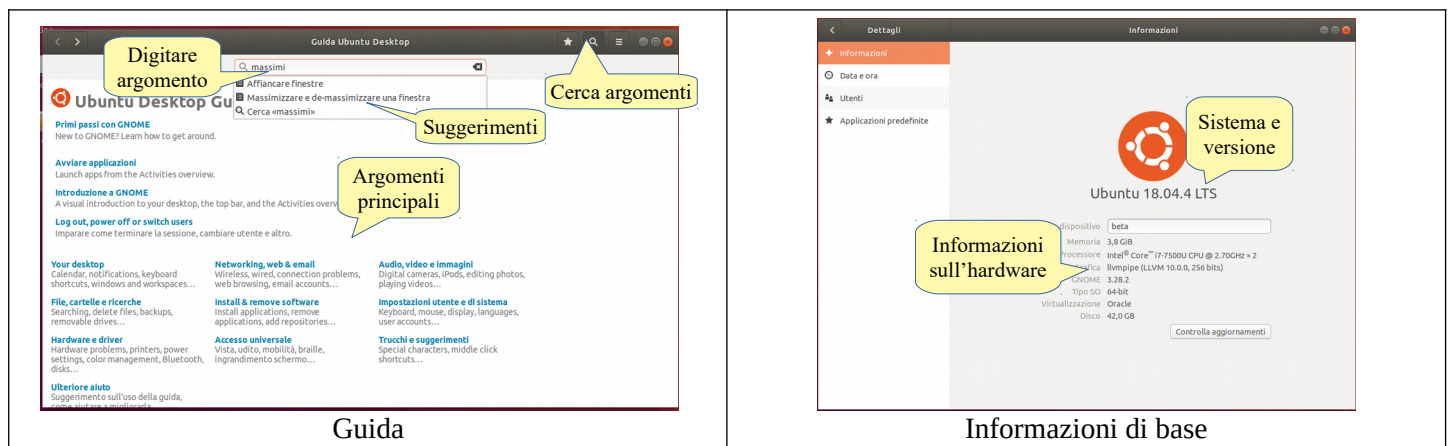 Guida Ubuntu Desktop
Digitare
argomento
massimi
Affiancare finestre
Massimizzare e de-massimizzare una finestra
Cerca «massimi»
Cerca argomenti
Suggerimenti
Ubuntu Desktop Gu
Primi passi con GNOME
New to GNOME? Learn how to get around.
Avviare applicazioni
Launch apps from the Activities overview.
Introduzione a GNOME
A visual introduction to your desktop, the top bar, and the Activities overv
Log out, power off or switch users
Imparare come terminare la sessione, cambiare utente e altro.
Argomenti
principali
Your desktop
Calendar, notifications, keyboard
shortcuts, windows and workspaces…
Networking, web & email
Wireless, wired, connection problems,
web browsing, email accounts…
Audio, video e immagini
Digital cameras, iPods, editing photos,
playing videos…
File, cartelle e ricerche
Searching, delete files, backups,
removable drives…
Install & remove software
Install applications, remove
applications, add repositories…
Impostazioni utente e di sistema
Keyboard, mouse, display, languages,
user accounts…
Hardware e driver
Hardware problems, printers, power
settings, color management, Bluetooth,
disks…
Accesso universale
Vista, udito, mobilità, braille,
ingrandimento schermo…
Trucchi e suggerimenti
Special characters, middle click
shortcuts…
Ulteriore aiuto
Suggerimento sull'uso della guida,
come aiutare a migliorarla
Guida
Dettagli
Informazioni
Informazioni
Data e ora
Utenti
Applicazioni predefinite
Sistema e
versione
Ubuntu 18.04.4 LTS
Informazioni
sull'hardware
dispositivo beta
Memoria 3,8 GiB
Processore Intel® Core™ i7-7500U CPU @ 2.70GHz × 2
Grafica llvmpipe (LLVM 10.0.0, 256 bits)
GNOME 3.28.2
Tipo SO 64-bit
Virtualizzazione Oracle
Disco 42,0 GB
Controlla aggiornamenti
Informazioni di base